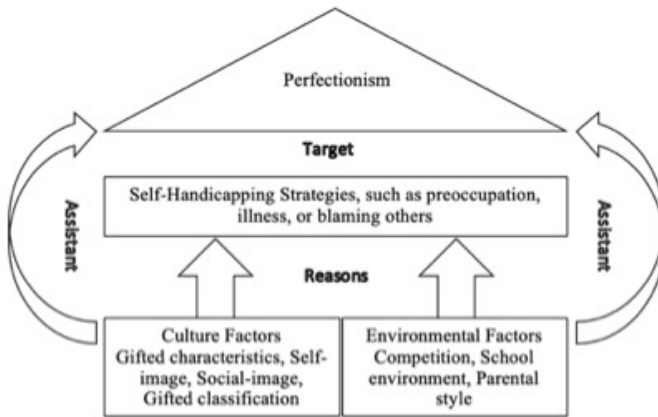 Perfectionism
Target
Self-Handicapping Strategies, such as preoccupation,
illness, or blaming others
Assistant
Assistant
Reasons
Culture Factors
Gifted characteristics, Self-
image, Social-image,
Gifted classification
Environmental Factors
Competition, School
environment, Parental
style